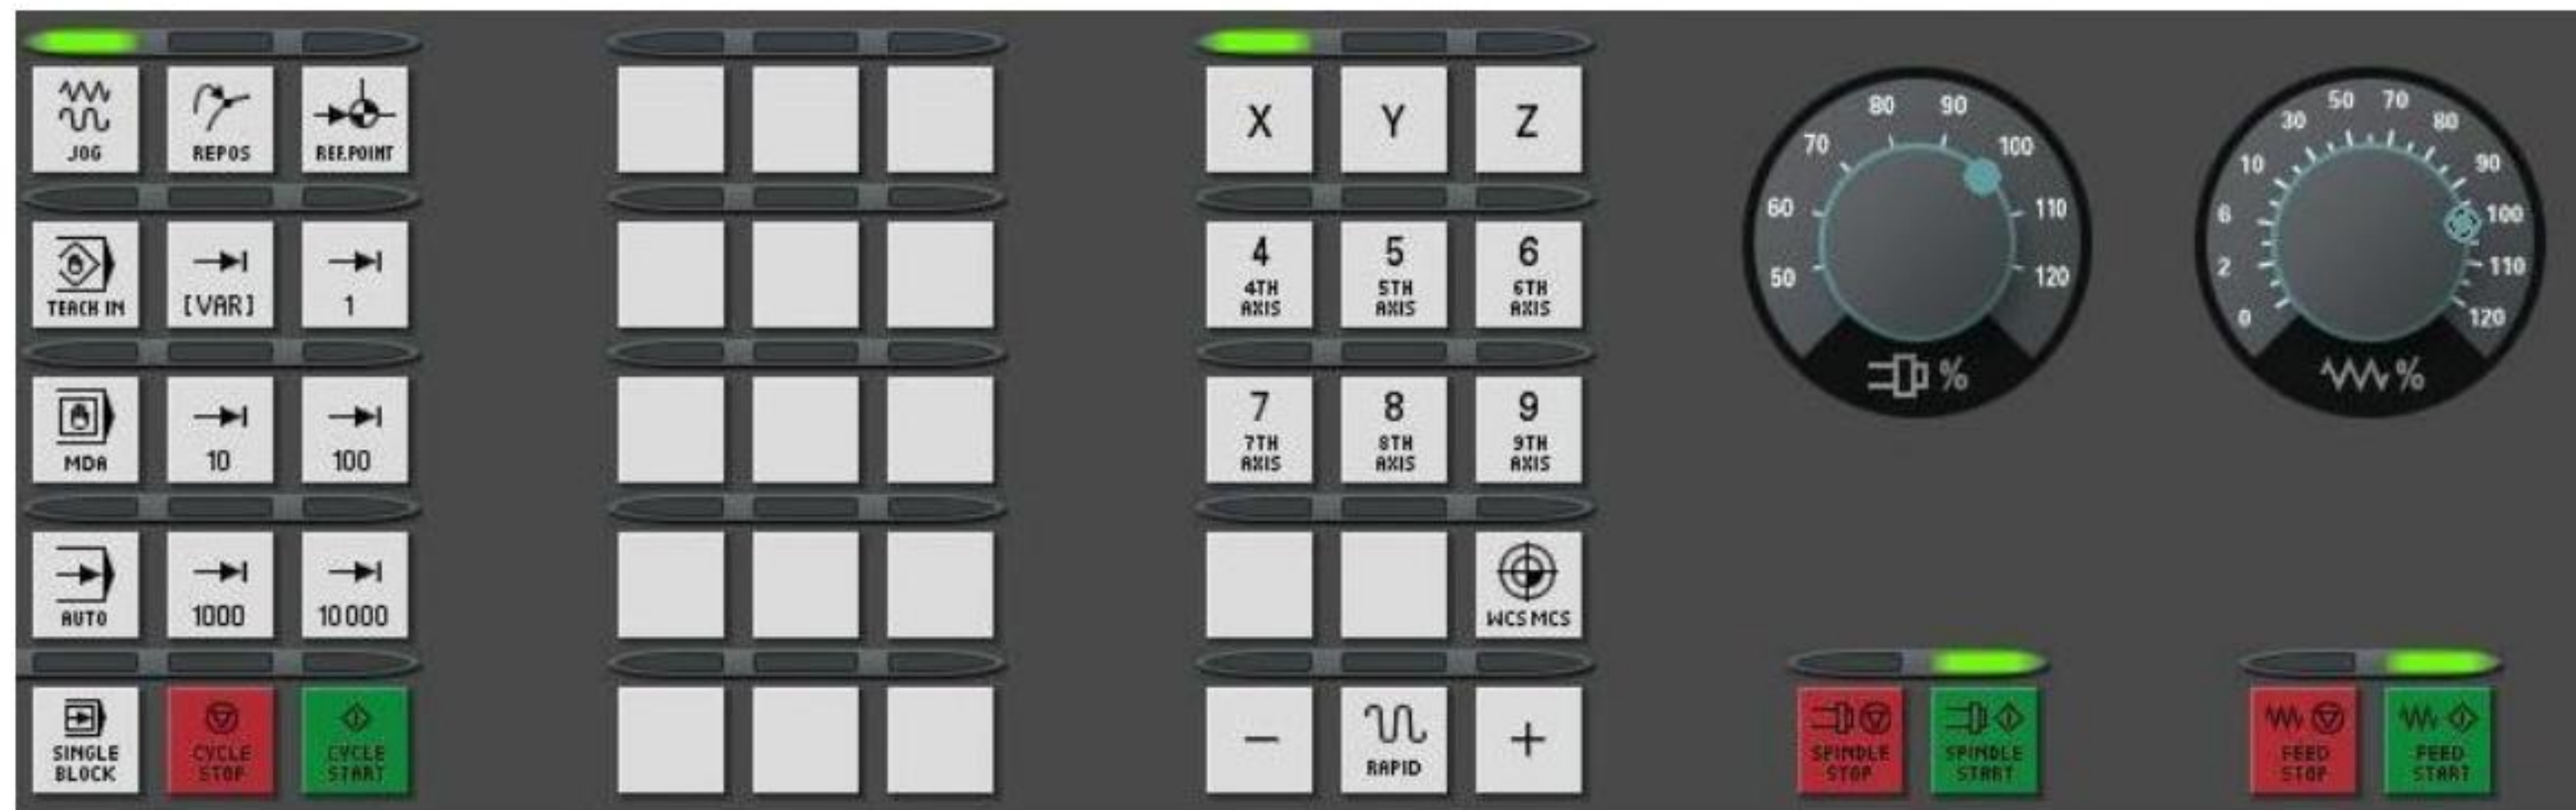 JOG REPOS REF.POINT
X Y Z
TEACH IN [VAR] 1
4 5 6
4TH 5TH 6TH
AXIS AXIS AXIS
MDA 10 100
7 8 9
7TH 8TH 9TH
AXIS AXIS AXIS
AUTO 1000 10000
WCS MCS
SINGLE CYCLE CYCLE
BLOCK STOP START
- RAPID +
50 60 70 80 90 100 110 120
%
0 2 6 10 30 50 70 80 90 100 110 120
%
SPINDLE SPINDLE
STOP START
FEED FEED
STOP START